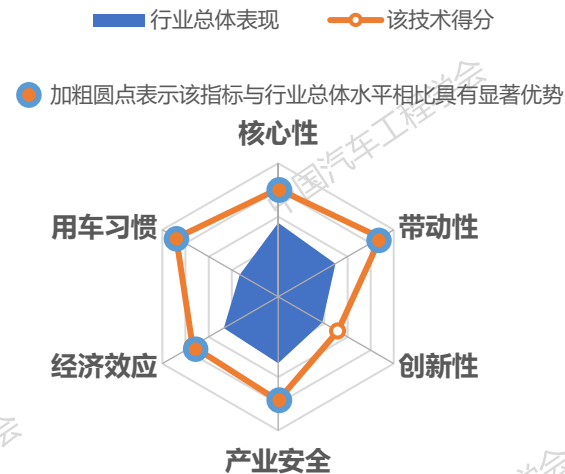 行业总体表现 该技术得分
加粗圆点表示该指标与行业总体水平相比具有显著优势
核心性
用车习惯 带动性
经济效应 创新性
产业安全
中国汽车工程学会
会
学会